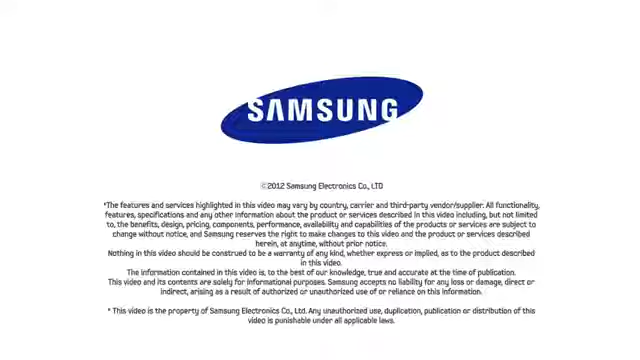 SAMSUNG
©2012 Samsung Electronics Co., LTD
*The features and services highlighted in this video may vary by country, carrier and third-party vendor/supplier. All functionality,
features, specifications and any other information about the product or services described in this video including, but not limited
to, the benefits, design, pricing, components, performance, availability and capabilities of the products or services are subject to
change without notice, and Samsung reserves the right to make changes to this video and the product or services described
herein, at anytime, without prior notice.
Nothing in this video should be construed to be a warranty of any kind, whether express or implied, as to the product described
in this video.
The information contained in this video is, to the best of our knowledge, true and accurate at the time of publication.
This video and its contents are solely for informational purposes. Samsung accepts no liability for any loss or damage, direct or
indirect, arising as a result of authorized or unauthorized use of or reliance on this information.
* This video is the property of Samsung Electronics Co., Ltd. Any unauthorized use, duplication, publication or distribution of this
video is punishable under all applicable laws.